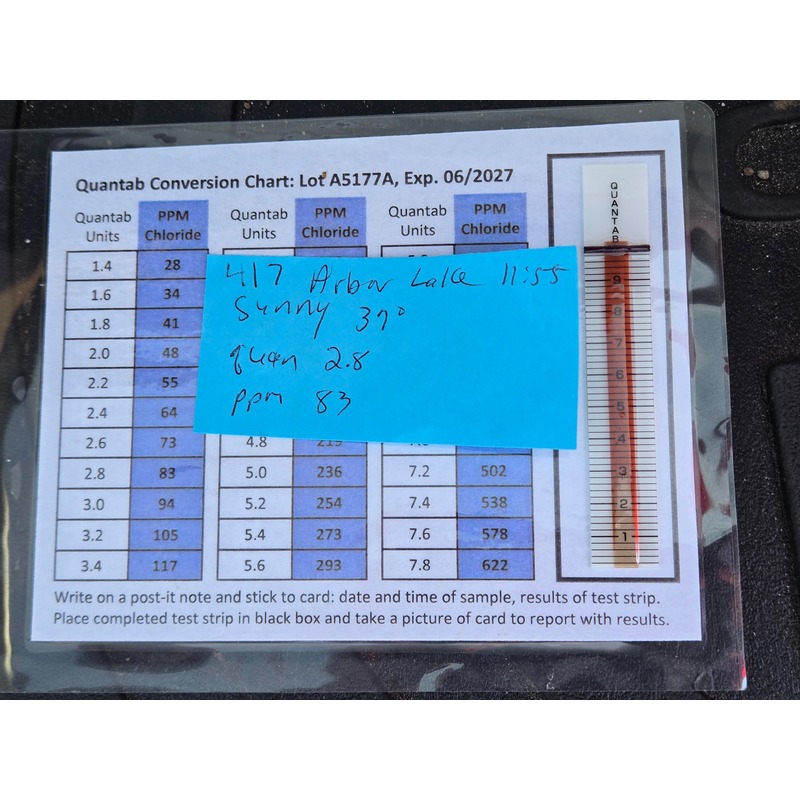 Quantab Conversion Chart: Lot A5177A, Exp. 06/2027
Quantab Units PPM Chloride Quantab Units PPM Chloride Quantab Units PPM Chloride
1.4 28
1.6 34
1.8 41
2.0 48
2.2 55
2.4 64
2.6 73
4.8 219
2.8 83 5.0 236 7.2 502
3.0 94 5.2 254 7.4 538
3.2 105 5.4 273 7.6 578
3.4 117 5.6 293 7.8 622
4/7 Arbor Lake 11:55
Sunny 37°
quan 2.8
ppm 83
QUANTAB
9
8
7
6
5
4
3
2
1
Write on a post-it note and stick to card: date and time of sample, results of test strip.
Place completed test strip in black box and take a picture of card to report with results.